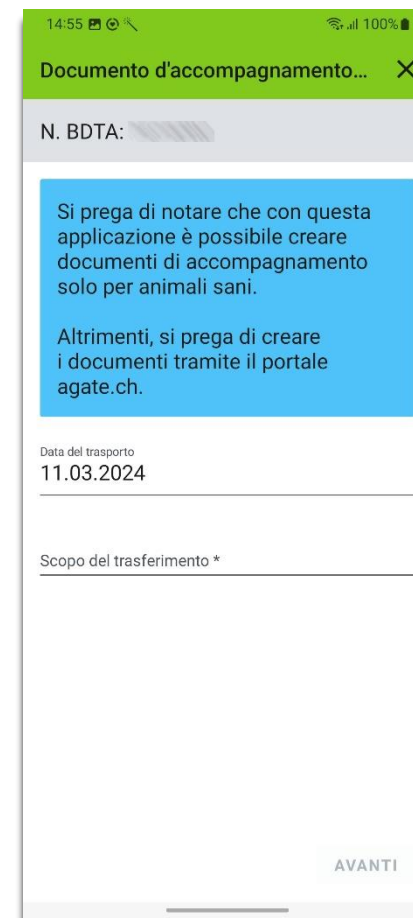 14:55 100%
Documento d'accompagnamento...
N. BDTA:
Si prega di notare che con questa
applicazione è possibile creare
documenti di accompagnamento
solo per animali sani.
Altrimenti, si prega di creare
i documenti tramite il portale
agate.ch.
Data del trasporto
11.03.2024
Scopo del trasferimento *
AVANTI